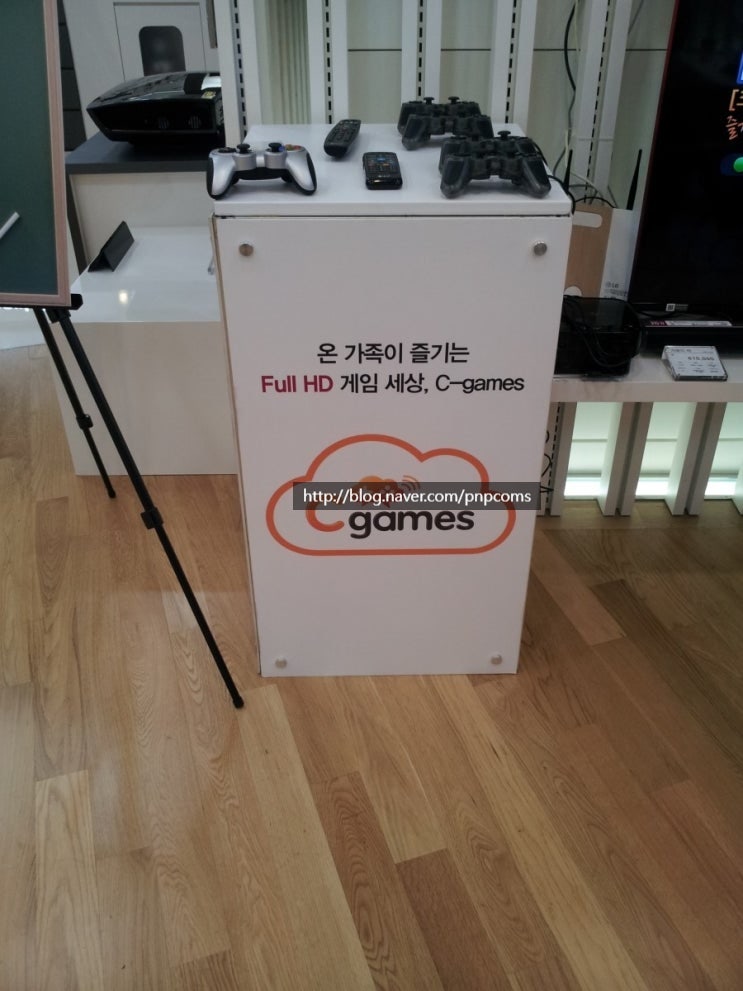 온 가족이 즐기는
Full HD 게임 세상, C-games
http://blog.naver.com/pnpcoms
C games
LG